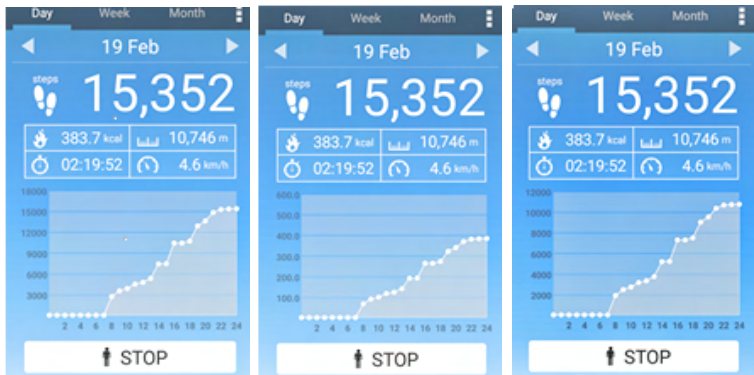 Day Week Month
19 Feb
steps
15,352
383.7 kcal 10,746 m
02:19:52 4.6 km/h
18000
15000
12000
9000
6000
3000
2 4 6 8 10 12 14 16 18 20 22 24
STOP
Day Week Month
19 Feb
steps
15,352
383.7 kcal 10,746 m
02:19:52 4.6 km/h
600.0
500.0
400.0
300.0
200.0
100.0
2 4 6 8 10 12 14 16 18 20 22 24
STOP
Day Week Month
19 Feb
steps
15,352
383.7 kcal 10,746 m
02:19:52 4.6 km/h
12000
10000
8000
6000
4000
2000
2 4 6 8 10 12 14 16 18 20 22 24
STOP